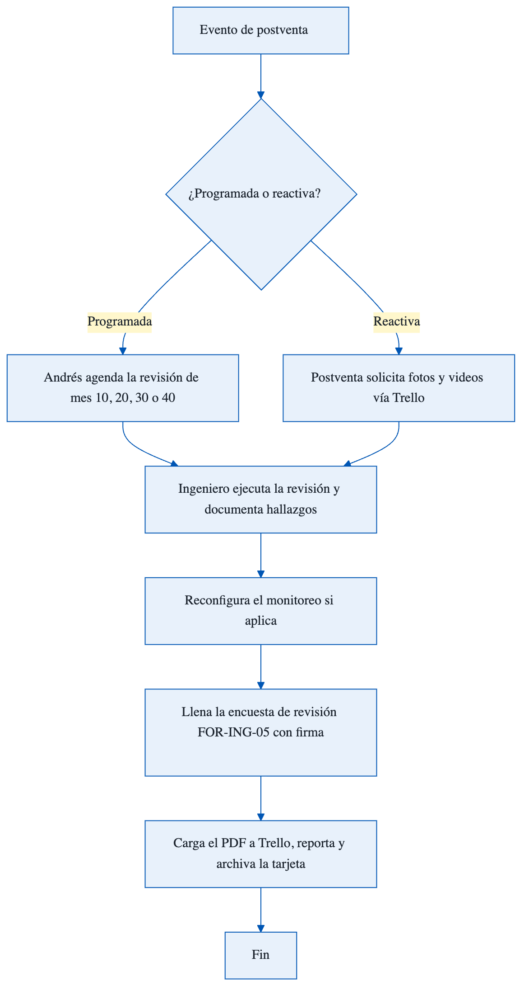 Evento de postventa
¿Programada o reactiva?
Programada
Reactiva
Andrés agenda la revisión de
mes 10, 20, 30 o 40
Postventa solicita fotos y videos
vía Trello
Ingeniero ejecuta la revisión y
documenta hallazgos
Reconfigura el monitoreo si
aplica
Llena la encuesta de revisión
FOR-ING-05 con firma
Carga el PDF a Trello, reporta y
archiva la tarjeta
Fin